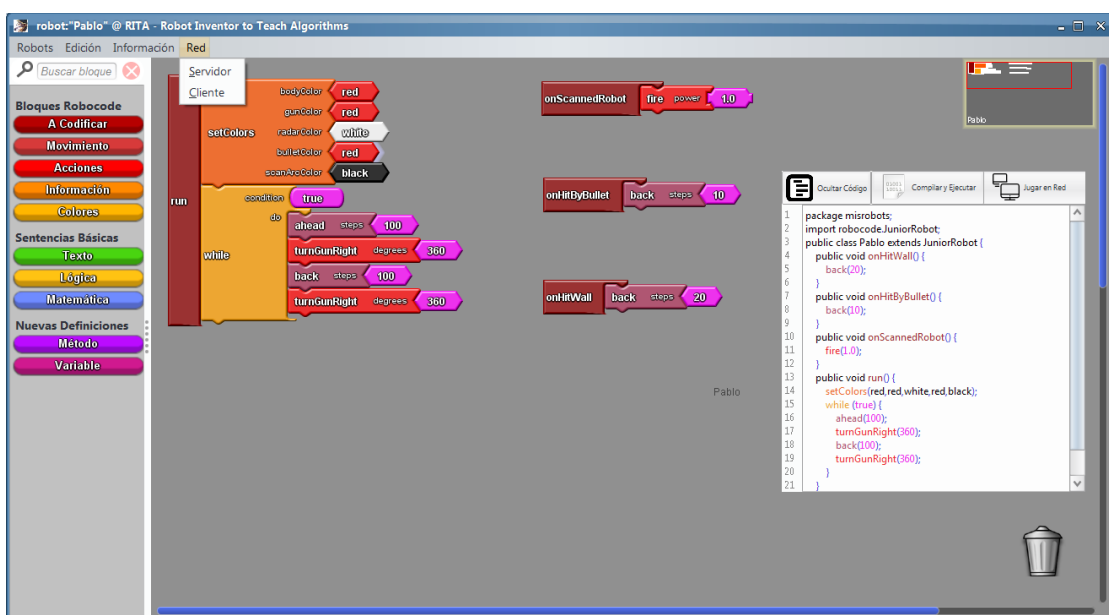 robot:"Pablo" @ RITA - Robot Inventor to Teach Algorithms
Robots Edición Información Red
Servidor
Cliente
Buscar bloque
Bloques Robocode
A Codificar
Movimiento
Acciones
Información
Colores
Sentencias Básicas
Texto
Lógica
Matemática
Nuevas Definiciones
Método
Variable
run
setColors
bodyColor red
gunColor red
radarColor white
bulletColor red
scanArcColor black
while
condition true
do
ahead steps 100
turnGunRight degrees 360
back steps 100
turnGunRight degrees 360
onScannedRobot fire power 1.0
onHitByBullet back steps 10
onHitWall back steps 20
Pablo
Pablo
Ocultar Código
Compilar y Ejecutar
Jugar en Red
1 package misrobots;
2 import robocode.JuniorRobot;
3 public class Pablo extends JuniorRobot {
4 public void onHitWall() {
5 back(20);
6 }
7 public void onHitByBullet() {
8 back(10);
9 }
10 public void onScannedRobot() {
11 fire(1.0);
12 }
13 public void run() {
14 setColors(red,red,white,red,black);
15 while (true) {
16 ahead(100);
17 turnGunRight(360);
18 back(100);
19 turnGunRight(360);
20 }
21 }